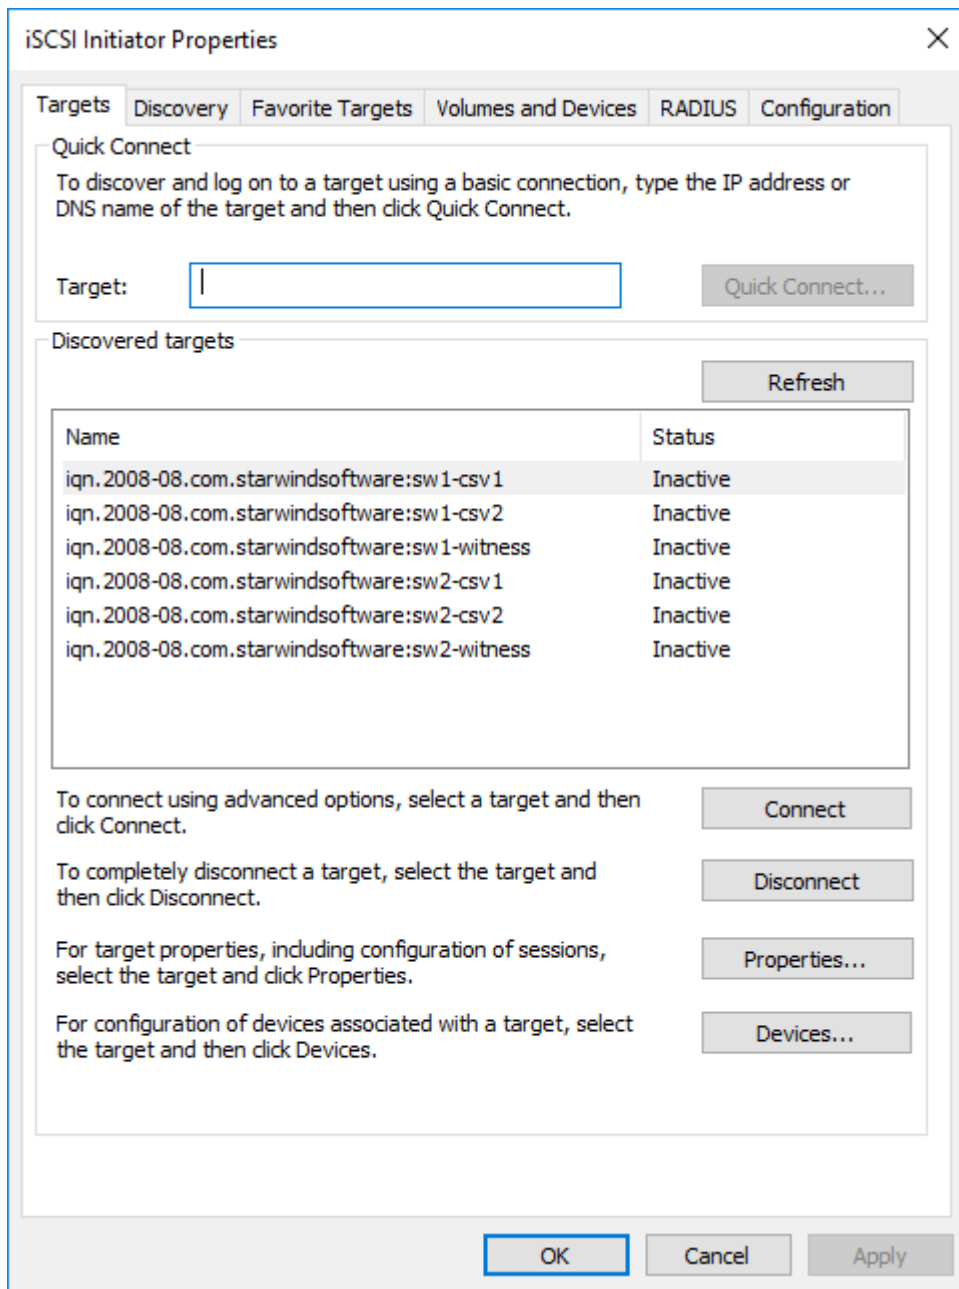 iSCSI Initiator Properties
Targets Discovery Favorite Targets Volumes and Devices RADIUS Configuration
Quick Connect
To discover and log on to a target using a basic connection, type the IP address or
DNS name of the target and then click Quick Connect.
Target: Quick Connect...
Discovered targets
Refresh
Name Status
iqn.2008-08.com.starwindsoftware:sw1-csv1 Inactive
iqn.2008-08.com.starwindsoftware:sw1-csv2 Inactive
iqn.2008-08.com.starwindsoftware:sw1-witness Inactive
iqn.2008-08.com.starwindsoftware:sw2-csv1 Inactive
iqn.2008-08.com.starwindsoftware:sw2-csv2 Inactive
iqn.2008-08.com.starwindsoftware:sw2-witness Inactive
To connect using advanced options, select a target and then
click Connect.
Connect
To completely disconnect a target, select the target and
then click Disconnect.
Disconnect
For target properties, including configuration of sessions,
select the target and click Properties.
Properties...
For configuration of devices associated with a target, select
the target and then click Devices.
Devices...
OK Cancel Apply